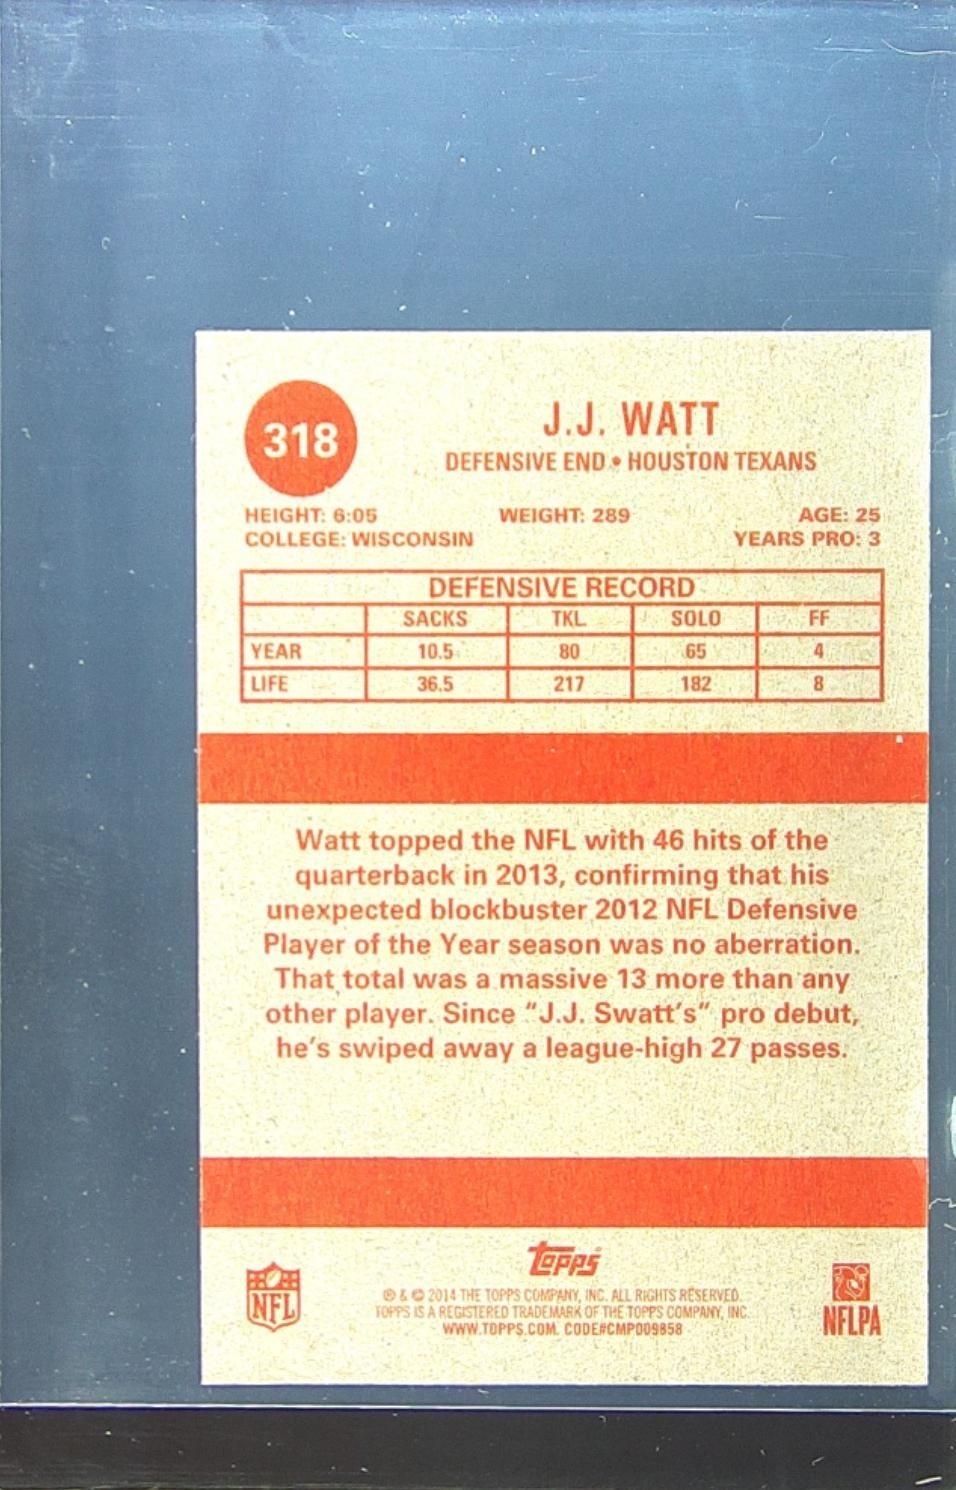 318
J.J. WATT
DEFENSIVE END • HOUSTON TEXANS
HEIGHT: 6:05 WEIGHT: 289 AGE: 25
COLLEGE: WISCONSIN YEARS PRO: 3
DEFENSIVE RECORD
SACKS TKL. SOLO FF
YEAR 10.5 80 65 4
LIFE 36.5 217 182 8
Watt topped the NFL with 46 hits of the
quarterback in 2013, confirming that his
unexpected blockbuster 2012 NFL Defensive
Player of the Year season was no aberration.
That total was a massive 13 more than any
other player. Since "J.J. Swatt's" pro debut,
he's swiped away a league-high 27 passes.
topps
® & © 2014 THE TOPPS COMPANY, INC. ALL RIGHTS RESERVED.
TOPPS IS A REGISTERED TRADEMARK OF THE TOPPS COMPANY, INC.
WWW.TOPPS.COM. CODE#CMP009858
NFL
NFLPA